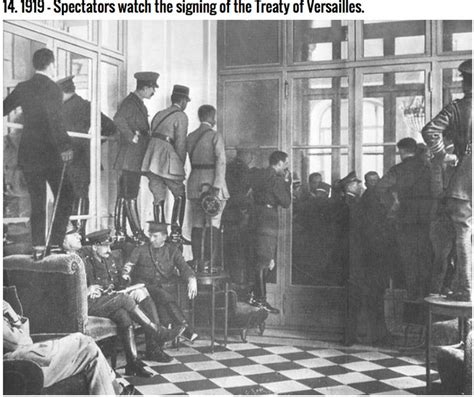 14. 1919 - Spectators watch the signing of the Treaty of Versailles.